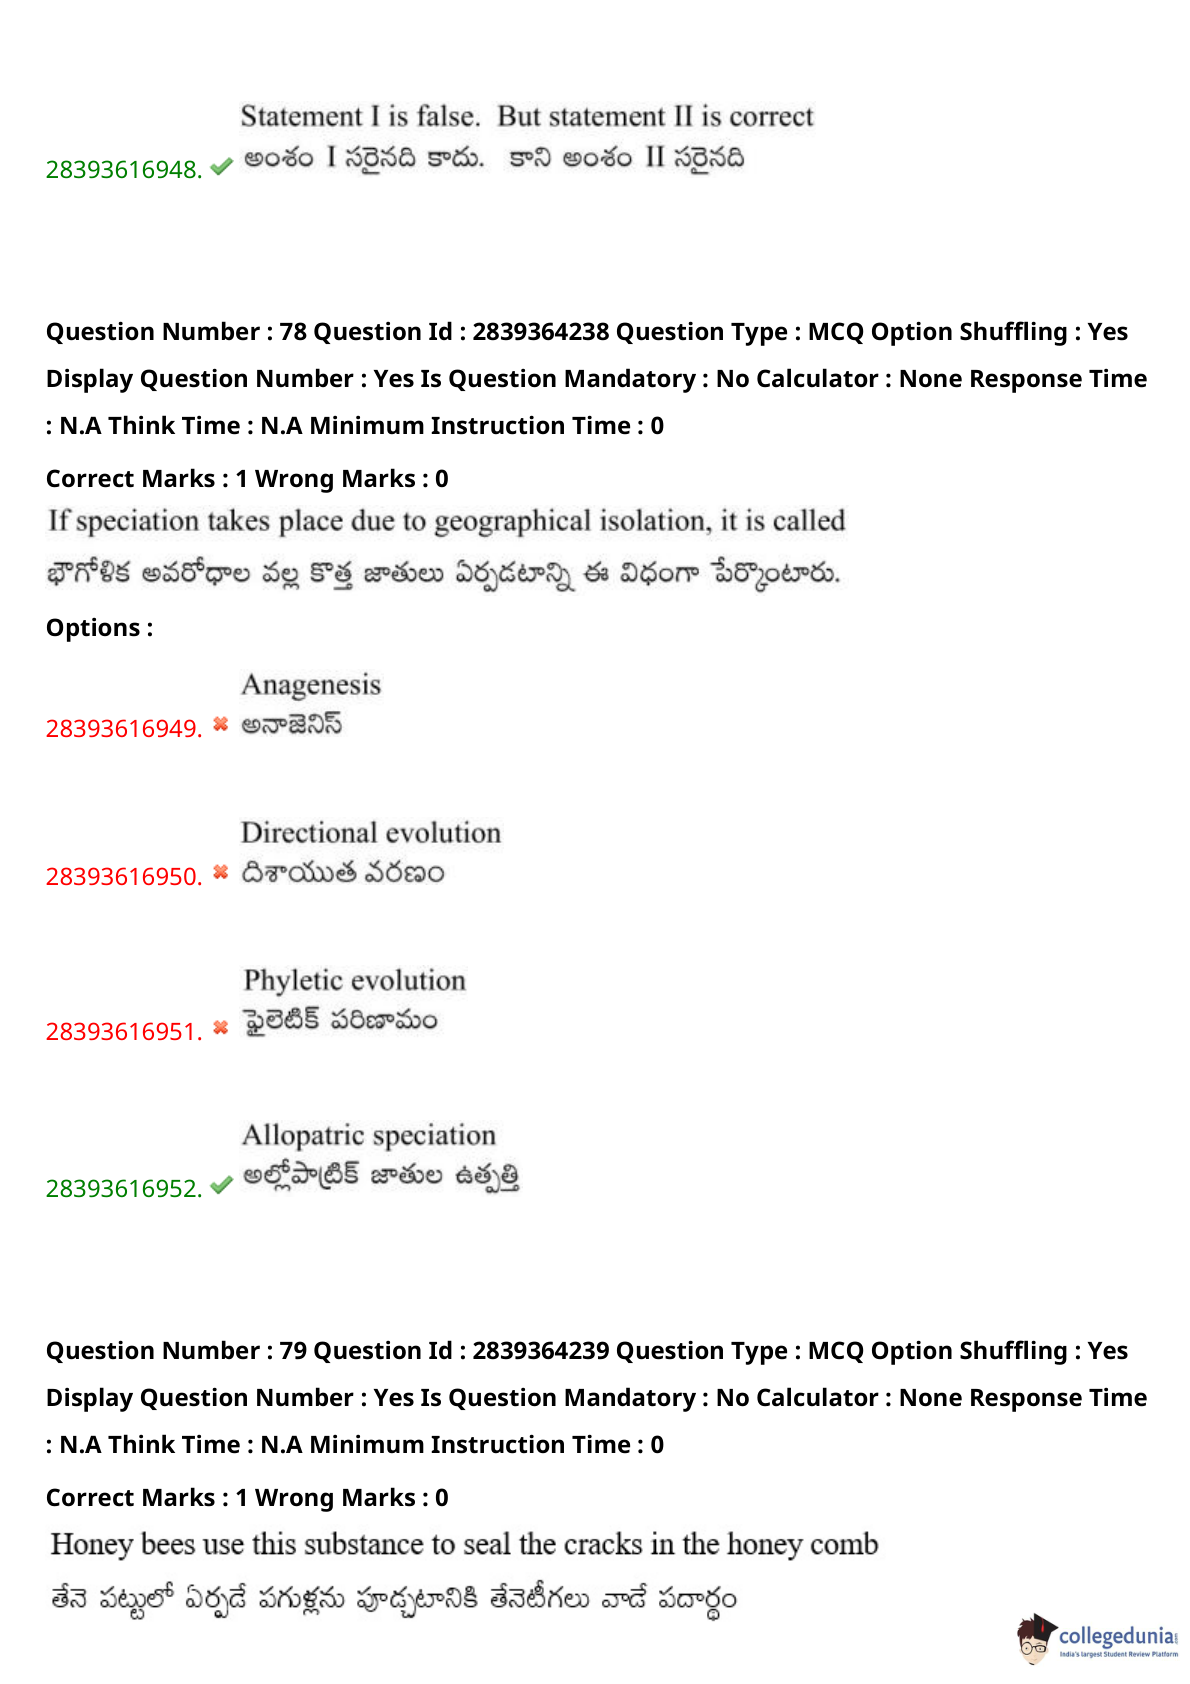 Statement I is false.  But statement II is correct
28393616948. అంశం I సరైనది కాదు.  కాని అంశం II సరైనది
Question Number : 78 Question Id : 2839364238 Question Type : MCQ Option Shuffling : Yes
Display Question Number : Yes Is Question Mandatory : No Calculator : None Response Time
: N.A Think Time : N.A Minimum Instruction Time : 0
Correct Marks : 1 Wrong Marks : 0
If speciation takes place due to geographical isolation, it is called
భౌగోళిక అవరోధాల వల్ల కొత్త జాతులు ఏర్పడటాన్ని ఈ విధంగా పేర్కొంటారు.
Options :
Anagenesis
28393616949. అనాజెనిస్
Directional evolution
28393616950. దిశాయుత వరణం
Phyletic evolution
28393616951. ఫైలెటిక్ పరిణామం
Allopatric speciation
28393616952. అల్లోపాట్రిక్ జాతుల ఉత్పత్తి
Question Number : 79 Question Id : 2839364239 Question Type : MCQ Option Shuffling : Yes
Display Question Number : Yes Is Question Mandatory : No Calculator : None Response Time
: N.A Think Time : N.A Minimum Instruction Time : 0
Correct Marks : 1 Wrong Marks : 0
Honey bees use this substance to seal the cracks in the honey comb
తేనె పట్టులో ఏర్పడే పగుళ్లను పూడ్చటానికి తేనెటీగలు వాడే పదార్థం
collegedunia
India's largest Student Review Platform